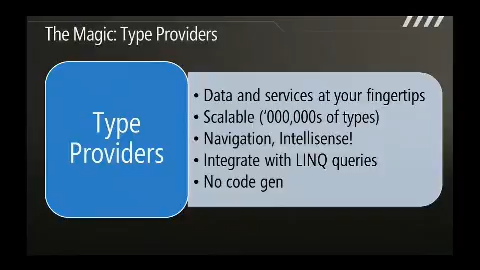 The Magic: Type Providers
Type
Providers
• Data and services at your fingertips
• Scalable ('000,000s of types)
• Navigation, Intellisense!
• Integrate with LINQ queries
• No code gen